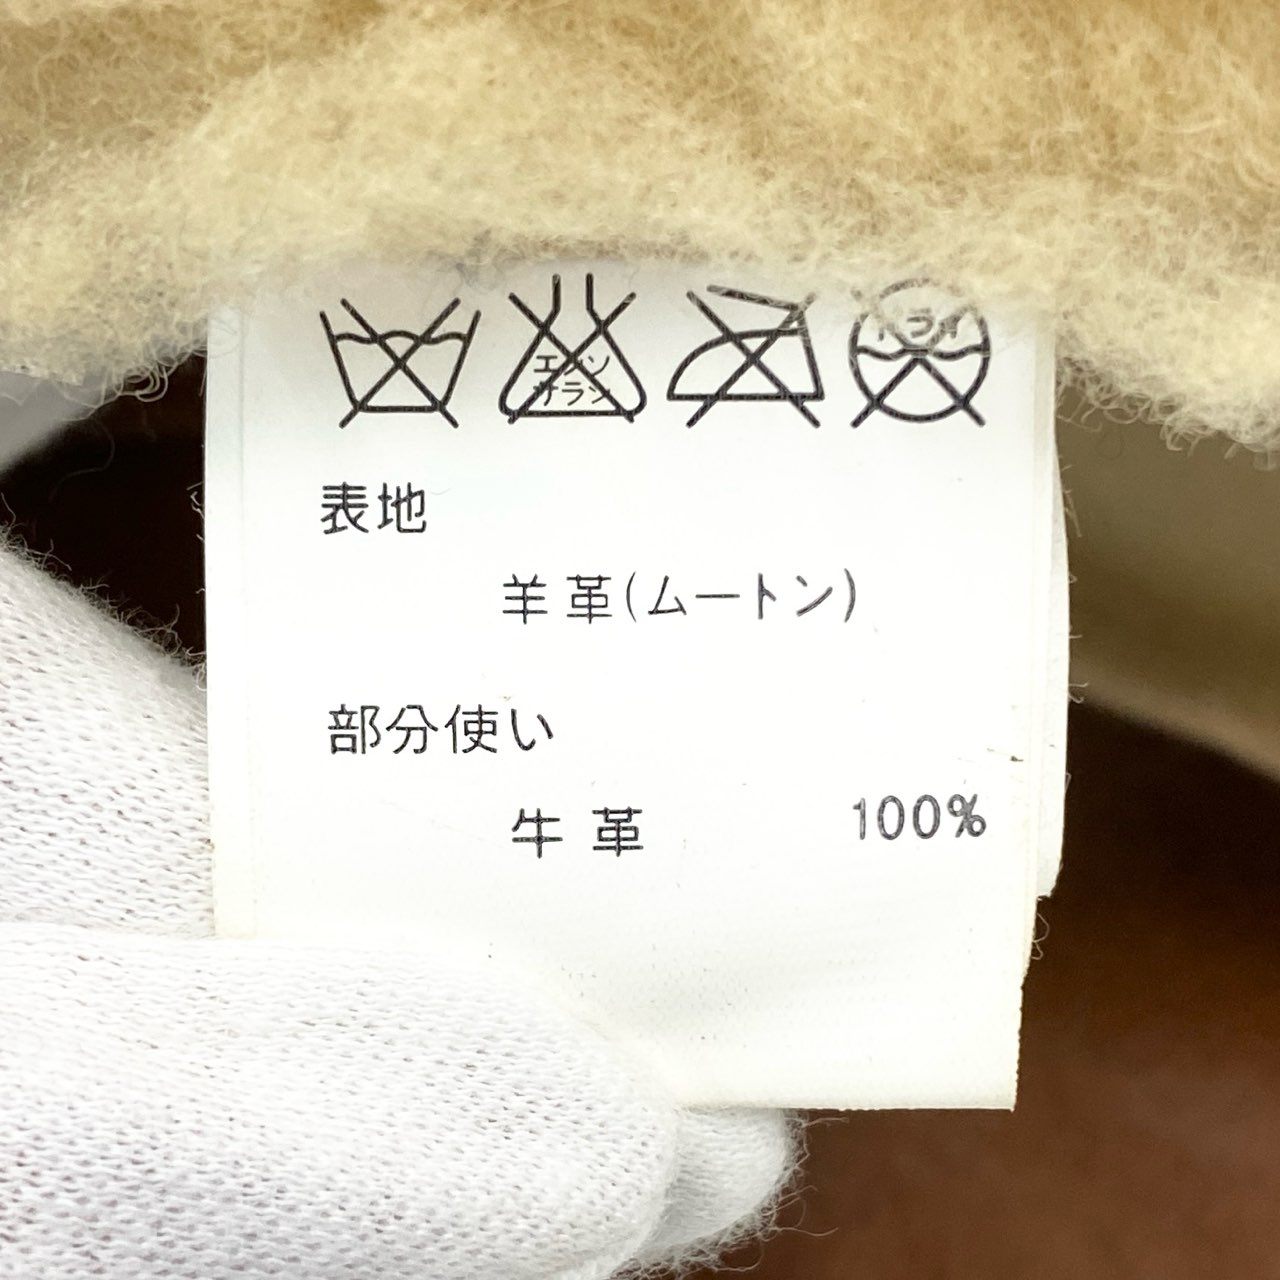 エンソ
サラシ
ドライ
表地
羊革(ムートン)
部分使い
牛革 100%